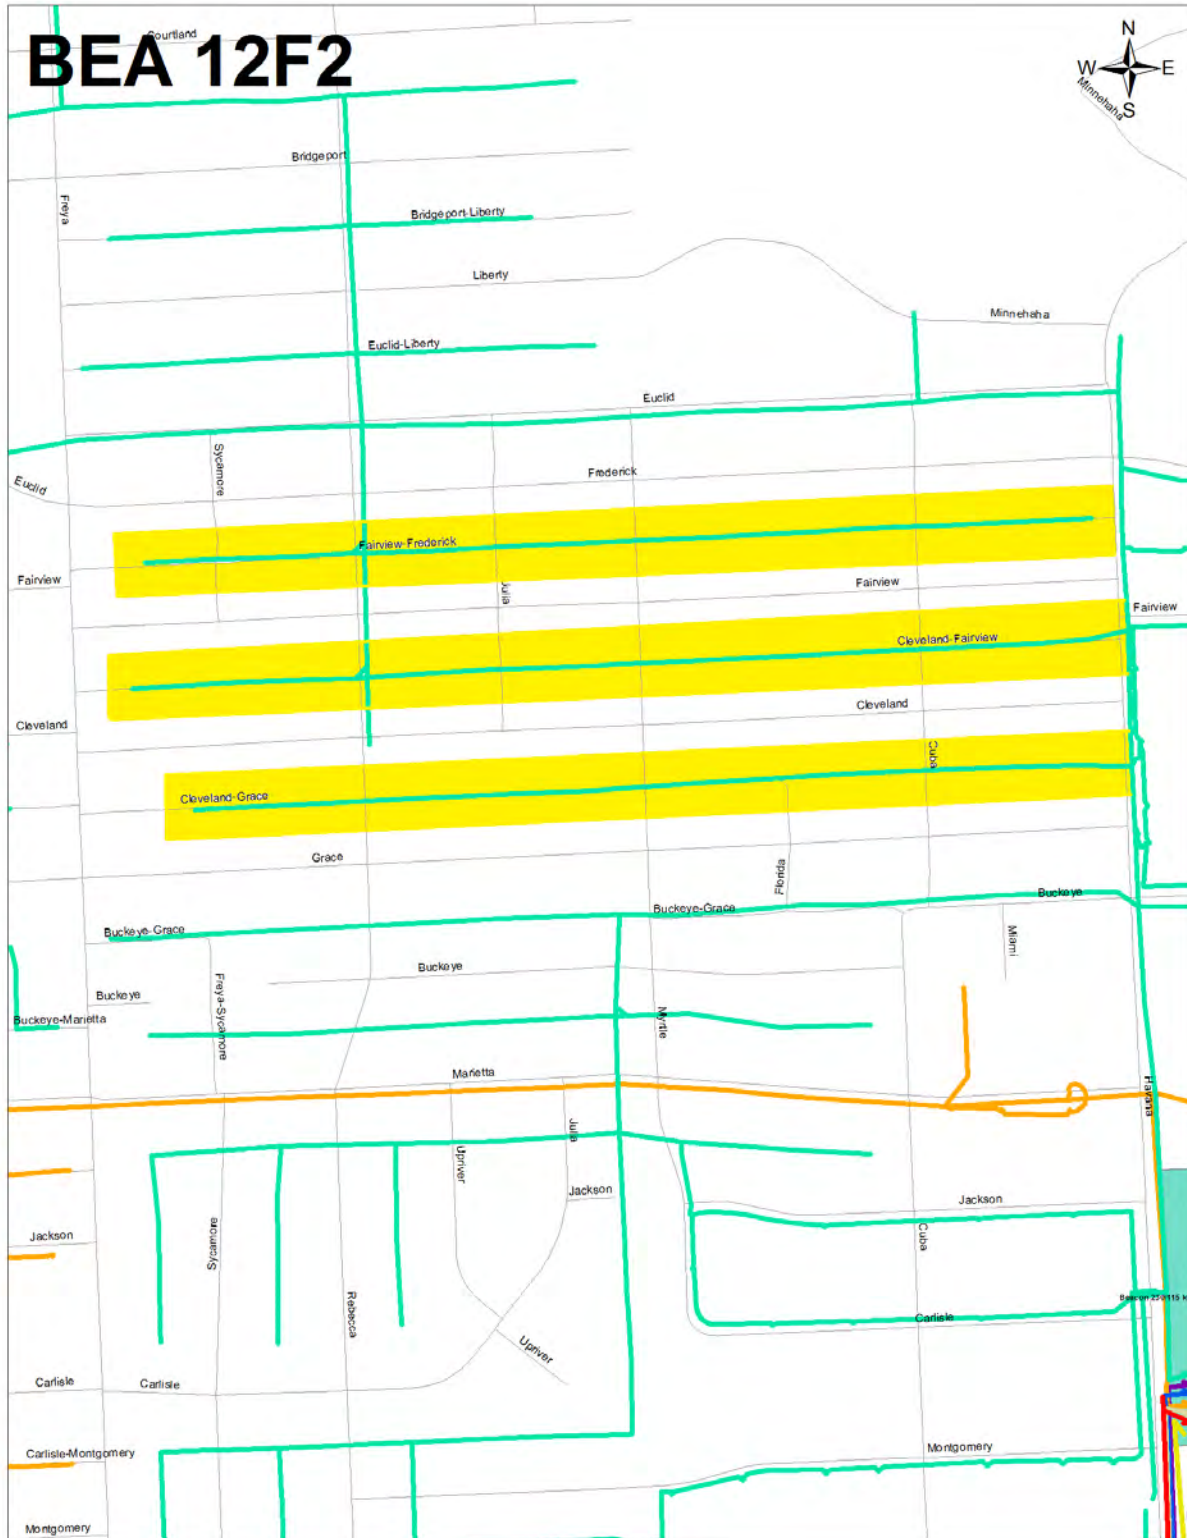 Courtland
BEA 12F2
N
W E
S
Minnehaha
Bridgeport
Freya
Bridgeport-Liberty
Liberty
Minnehaha
Euclid-Liberty
Euclid
Sycamore
Frederick
Euclid
Fairview-Frederick
Fairview
Julia
Fairview
Fairview
Cleveland-Fairview
Cleveland
Cleveland
Cuba
Cleveland-Grace
Grace
Florida
Buckeye
Buckeye-Grace
Buckeye-Grace
Miami
Buckeye
Buckeye
Freya-Sycamore
Buckeye-Marietta
Myrtle
Marietta
Havana
Julia
Upriver
Jackson
Jackson
Sycamore
Jackson
Cuba
Beacon 230/115 k
Rebecca
Carlisle
Upriver
Carlisle
Carlisle
Carlisle-Montgomery
Montgomery
Montgomery